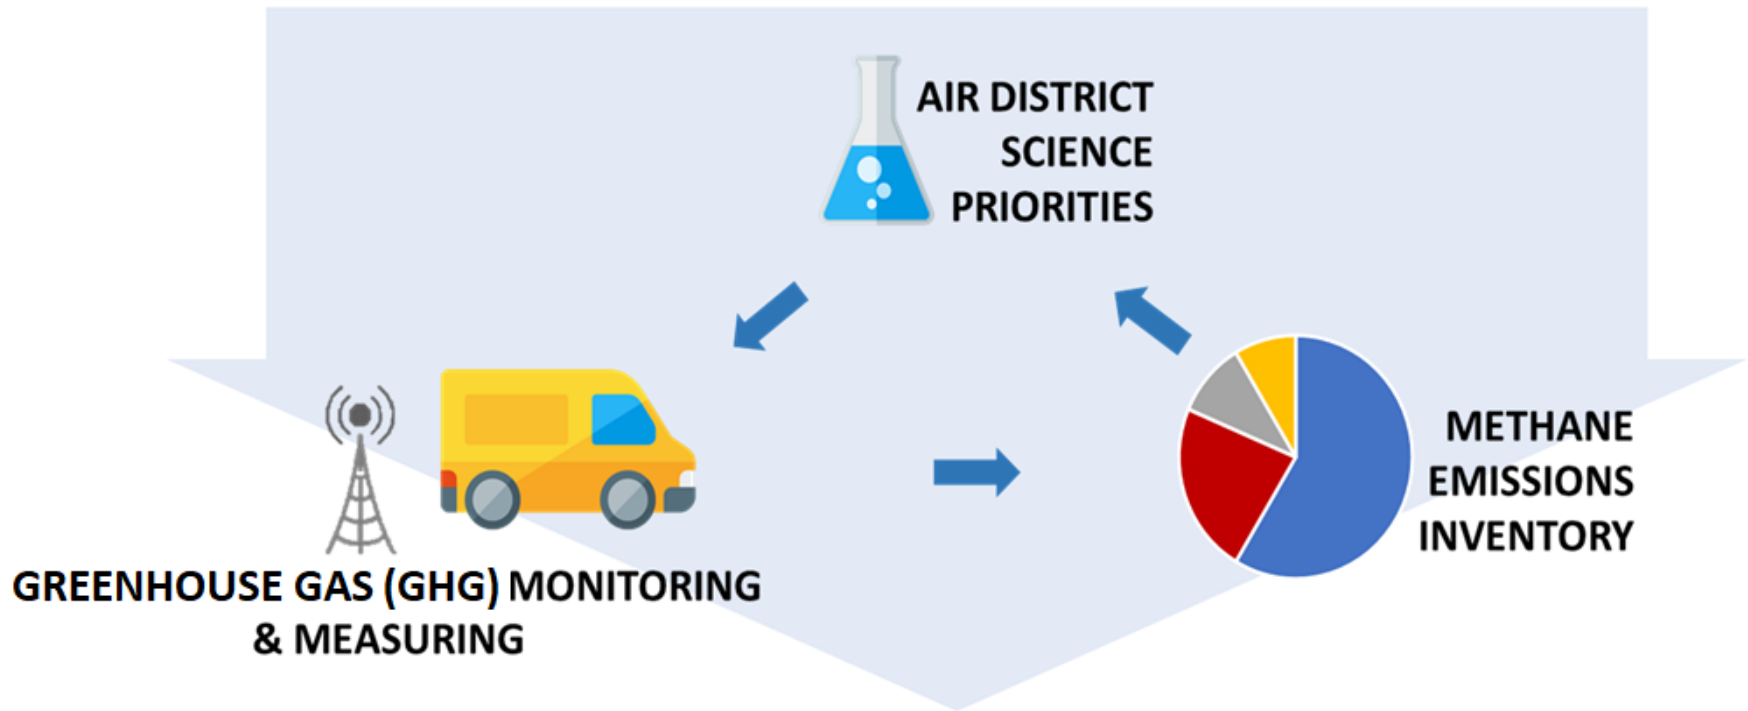 AIR DISTRICT
SCIENCE
PRIORITIES
METHANE
EMISSIONS
INVENTORY
GREENHOUSE GAS (GHG) MONITORING
& MEASURING